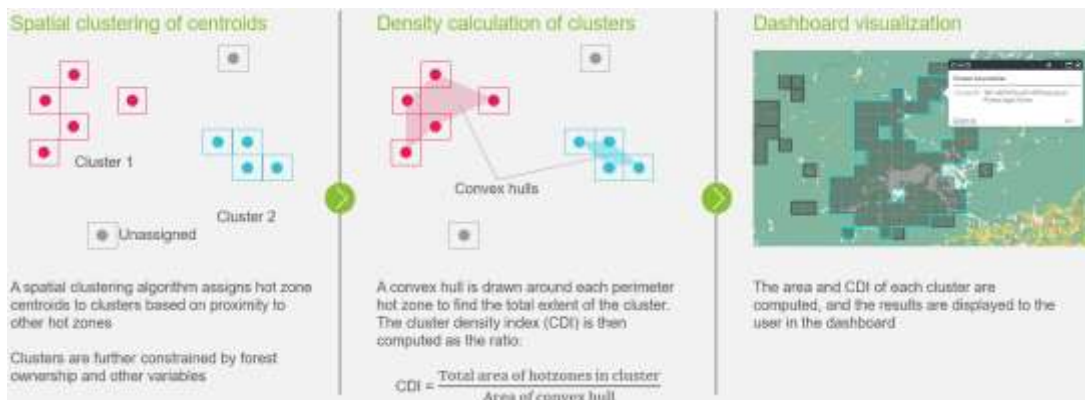 Spatial clustering of centroids
Cluster 1
Cluster 2
Unassigned
A spatial clustering algorithm assigns hot zone
centroids to clusters based on proximity to
other hot zones
Clusters are further constrained by forest
ownership and other variables
Density calculation of clusters
Convex hulls
A convex hull is drawn around each perimeter
hot zone to find the total extent of the cluster.
The cluster density index (CDI) is then
computed as the ratio:
CDI = Total area of hotzones in cluster
Area of convex hull
Dashboard visualization
The area and CDI of each cluster are
computed, and the results are displayed to the
user in the dashboard